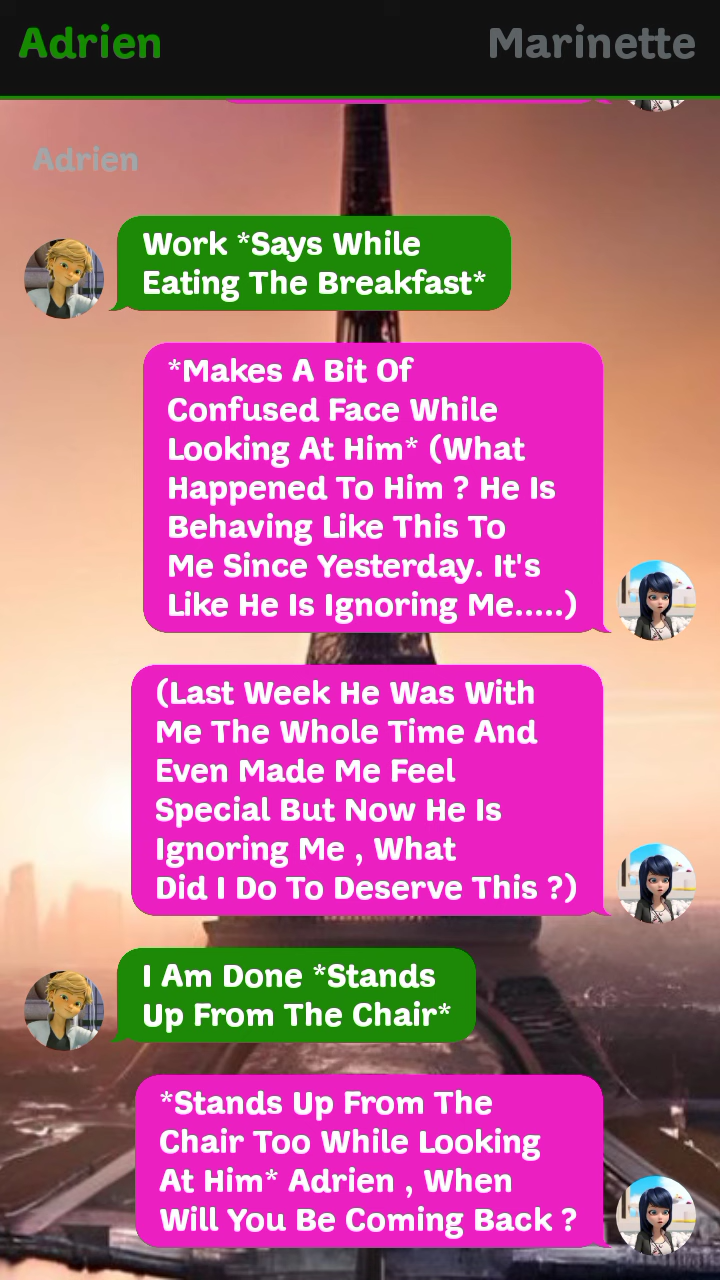 Adrien Marinette
Adrien
Work *Says While
Eating The Breakfast*
*Makes A Bit Of
Confused Face While
Looking At Him* (What
Happened To Him ? He Is
Behaving Like This To
Me Since Yesterday. It's
Like He Is Ignoring Me.....)
(Last Week He Was With
Me The Whole Time And
Even Made Me Feel
Special But Now He Is
Ignoring Me , What
Did I Do To Deserve This ?)
I Am Done *Stands
Up From The Chair*
*Stands Up From The
Chair Too While Looking
At Him* Adrien , When
Will You Be Coming Back ?